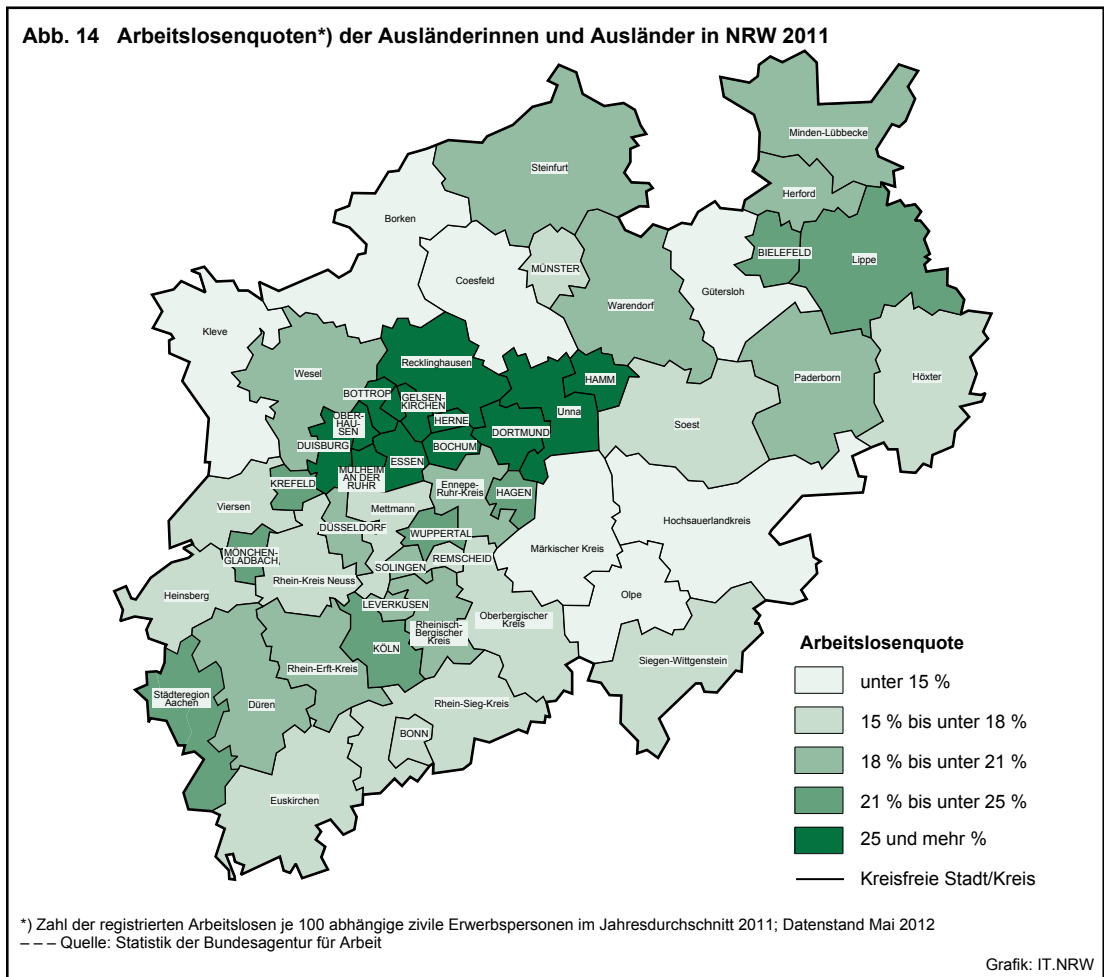 Abb. 14 Arbeitslosenquoten*) der Ausländerinnen und Ausländer in NRW 2011
Minden-Lübbecke
Steinfurt
Herford
Borken
BIELEFELD
Lippe
MÜNSTER
Coesfeld
Gütersloh
Warendorf
Kleve
Recklinghausen
Wesel
HAMM
Paderborn
Höxter
BOTTROP
GELSEN-
KIRCHEN
Unna
OBER-
HAU-
SEN
HERNE
DORTMUND
Soest
DUISBURG
BOCHUM
ESSEN
MÜLHEIM
AN DER
RUHR
KREFELD
Ennepe-
Ruhr-Kreis
HAGEN
Viersen
Mettmann
Hochsauerlandkreis
DÜSSELDORF
WUPPERTAL
Märkischer Kreis
MÖNCHEN-
GLADBACH
REMSCHEID
SOLINGEN
Rhein-Kreis Neuss
Heinsberg
Olpe
LEVERKUSEN
Oberbergischer
Kreis
Rheinisch-
Bergischer
Kreis
KÖLN
Siegen-Wittgenstein
Rhein-Erft-Kreis
Städteregion
Aachen
Düren
Rhein-Sieg-Kreis
BONN
Euskirchen
Arbeitslosenquote
unter 15 %
15 % bis unter 18 %
18 % bis unter 21 %
21 % bis unter 25 %
25 und mehr %
Kreisfreie Stadt/Kreis
*) Zahl der registrierten Arbeitslosen je 100 abhängige zivile Erwerbspersonen im Jahresdurchschnitt 2011; Datenstand Mai 2012
– – – Quelle: Statistik der Bundesagentur für Arbeit
Grafik: IT.NRW